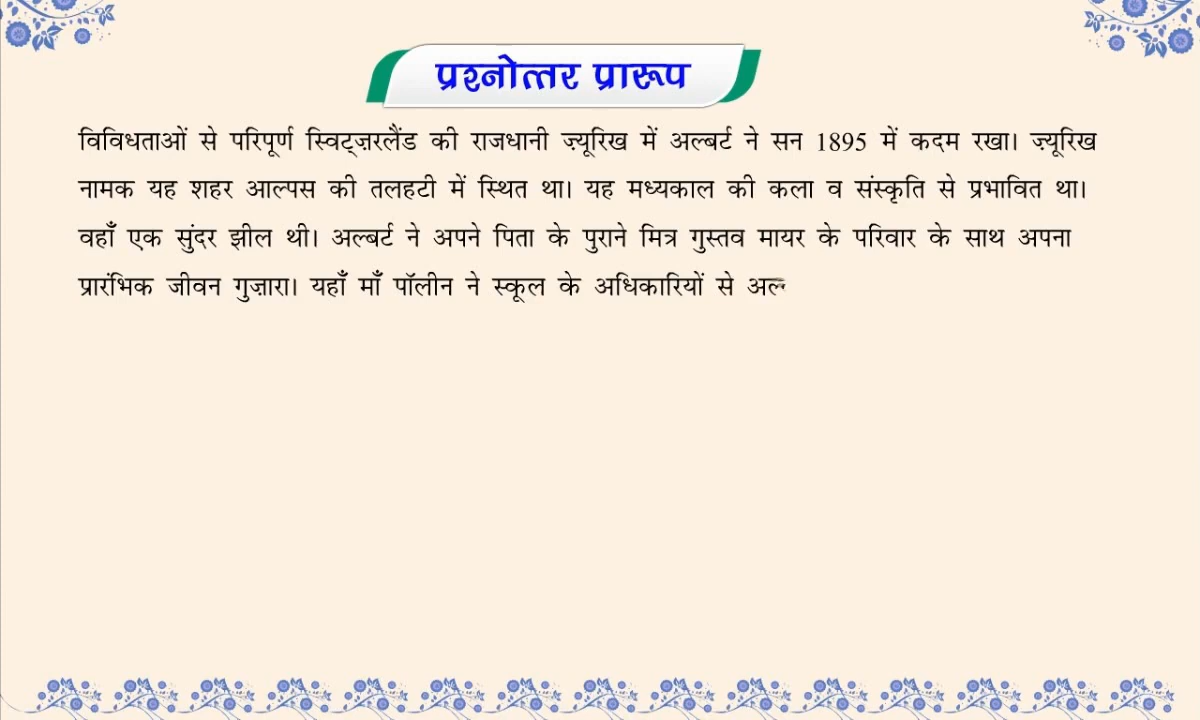 प्रश्नोत्तर प्रारूप
विविधताओं से परिपूर्ण स्विट्ज़रलैंड की राजधानी ज़्यूरिख में अल्बर्ट ने सन 1895 में कदम रखा। ज़्यूरिख
नामक यह शहर आल्पस की तलहटी में स्थित था। यह मध्यकाल की कला व संस्कृति से प्रभावित था।
वहाँ एक सुंदर झील थी। अल्बर्ट ने अपने पिता के पुराने मित्र गुस्तव मायर के परिवार के साथ अपना
प्रारंभिक जीवन गुज़ारा। यहाँ माँ पॉलीन ने स्कूल के अधिकारियों से